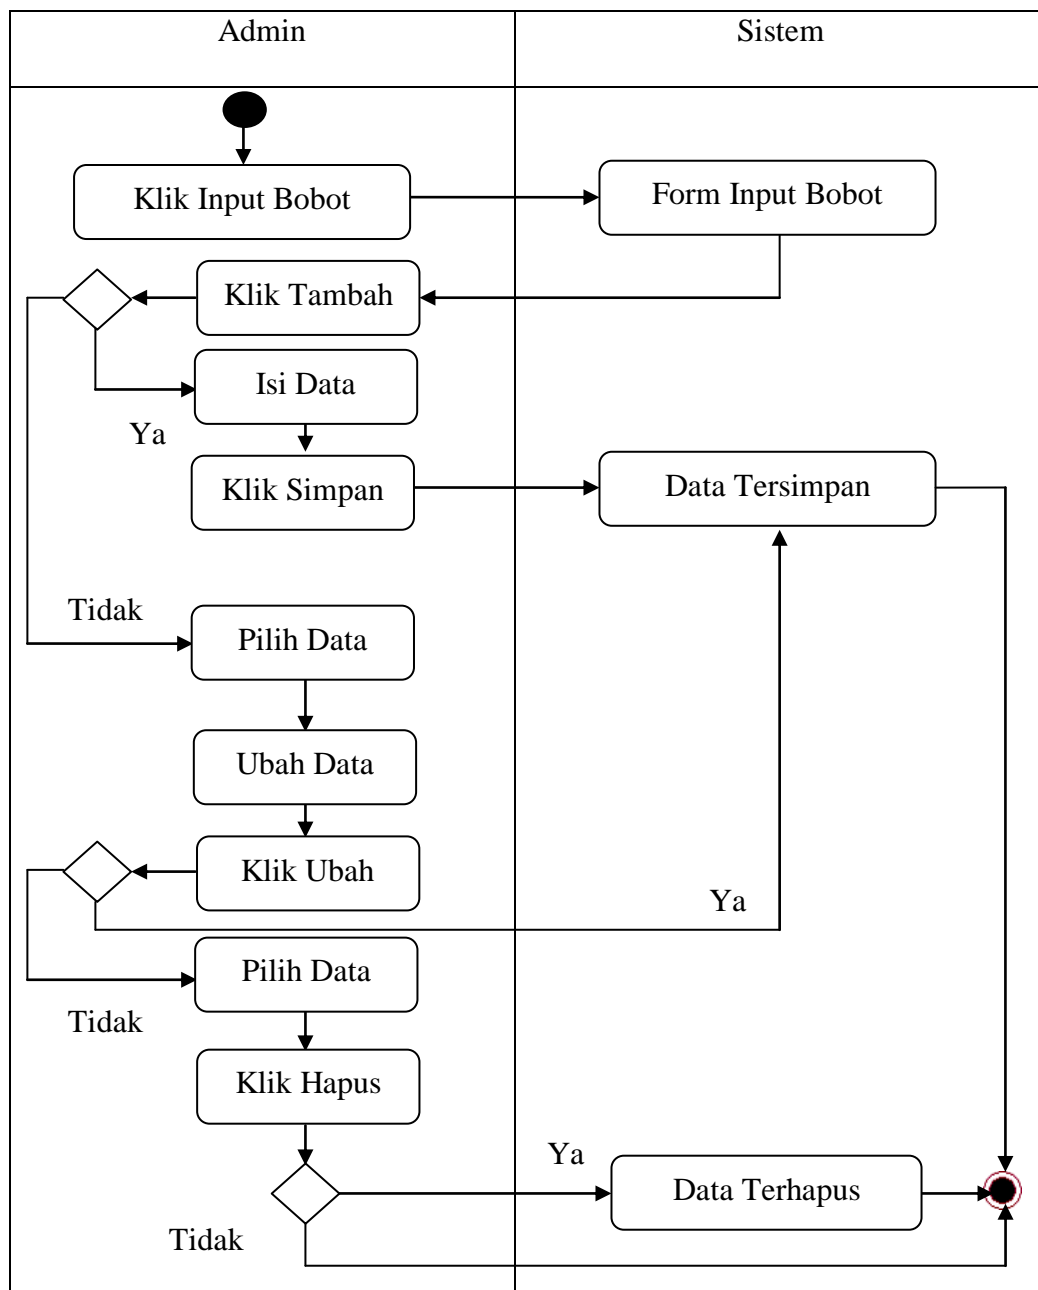 Admin
Sistem
Klik Input Bobot
Form Input Bobot
Klik Tambah
Isi Data
Ya
Klik Simpan
Data Tersimpan
Tidak
Pilih Data
Ubah Data
Klik Ubah
Ya
Pilih Data
Tidak
Klik Hapus
Ya
Data Terhapus
Tidak